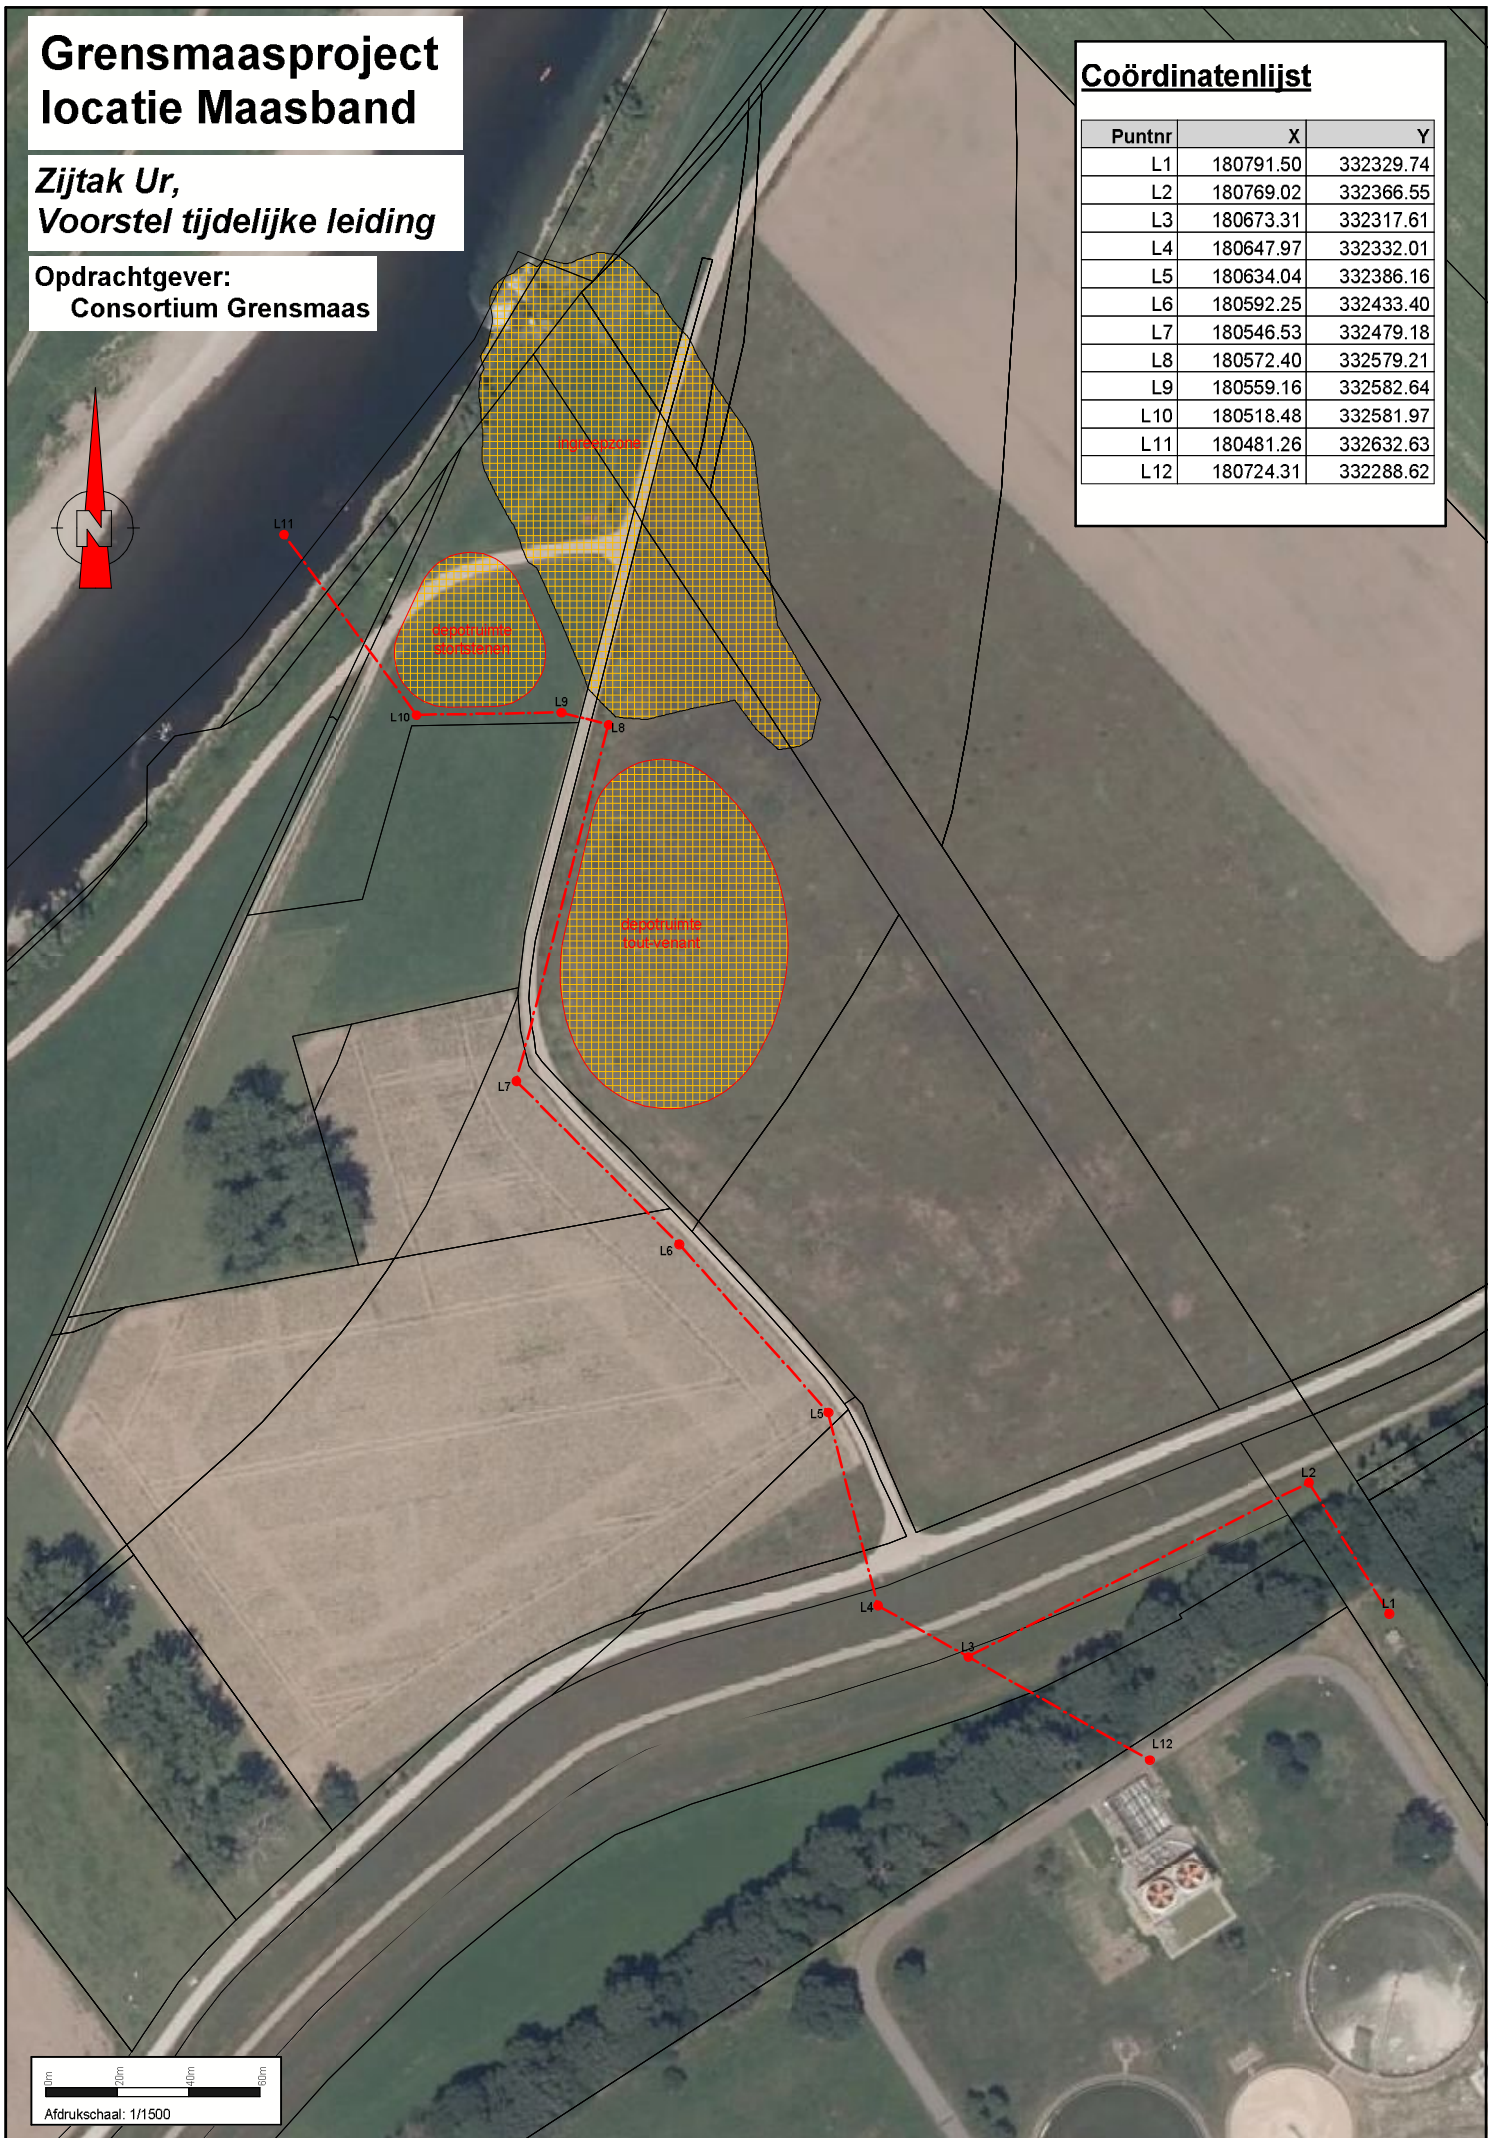 Grensmaasproject
locatie Maasband
Zijtak Ur,
Voorstel tijdelijke leiding
Opdrachtgever:
Consortium Grensmaas
Coördinatenlijst
Puntnr X Y
L1 180791.50 332329.74
L2 180769.02 332366.55
L3 180673.31 332317.61
L4 180647.97 332332.01
L5 180634.04 332386.16
L6 180592.25 332433.40
L7 180546.53 332479.18
L8 180572.40 332579.21
L9 180559.16 332582.64
L10 180518.48 332581.97
L11 180481.26 332632.63
L12 180724.31 332288.62
N
ingreepzone
L11
depotruimte
stortstenen
L10
L9
L8
depotruimte
tout-venant
L7
L6
L5
L2
L4
L1
L3
L12
0m 20m 40m 60m
Afdrukschaal: 1/1500